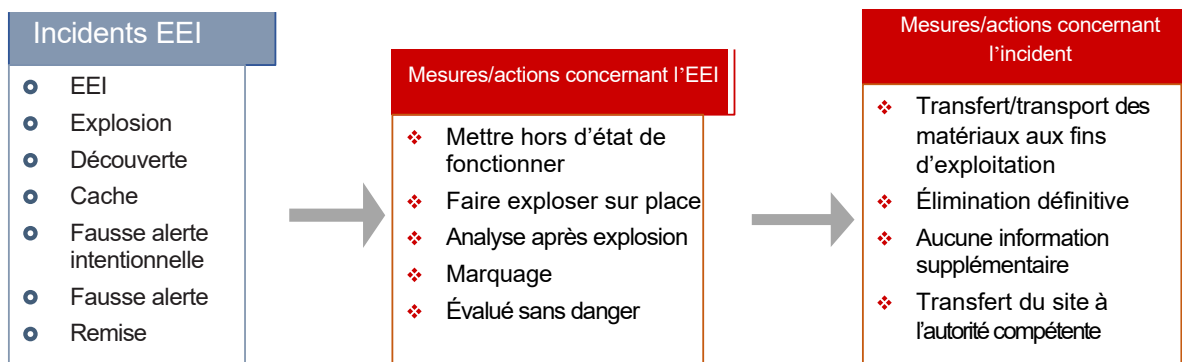 Incidents EEI
EEI
Explosion
Découverte
Cache
Fausse alerte
intentionnelle
Fausse alerte
Remise
Mesures/actions concernant l’EEI
Mettre hors d’état de
fonctionner
Faire exploser sur place
Analyse après explosion
Marquage
Évalué sans danger
Mesures/actions concernant
l’incident
Transfert/transport des
matériaux aux fins
d’exploitation
Élimination définitive
Aucune information
supplémentaire
Transfert du site à
l’autorité compétente